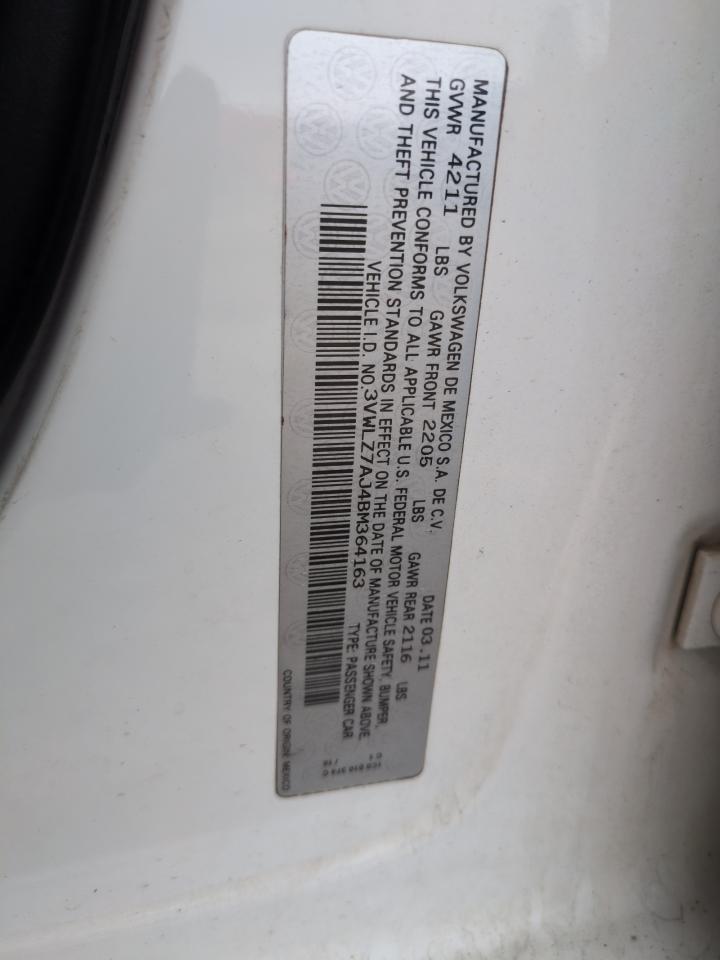 MANUFACTURED BY VOLKSWAGEN DE MEXICO S.A. DE C.V. DATE 03.11
GVWR 4211 LBS GAWR FRONT 2205 LBS GAWR REAR 2116 LBS
THIS VEHICLE CONFORMS TO ALL APPLICABLE U.S. FEDERAL MOTOR VEHICLE SAFETY, BUMPER,
AND THEFT PREVENTION STANDARDS IN EFFECT ON THE DATE OF MANUFACTURE SHOWN ABOVE.
VEHICLE I.D. NO.3VWLZ7AJ4BM364163 TYPE: PASSENGER CAR
COUNTRY OF ORIGIN: MEXICO